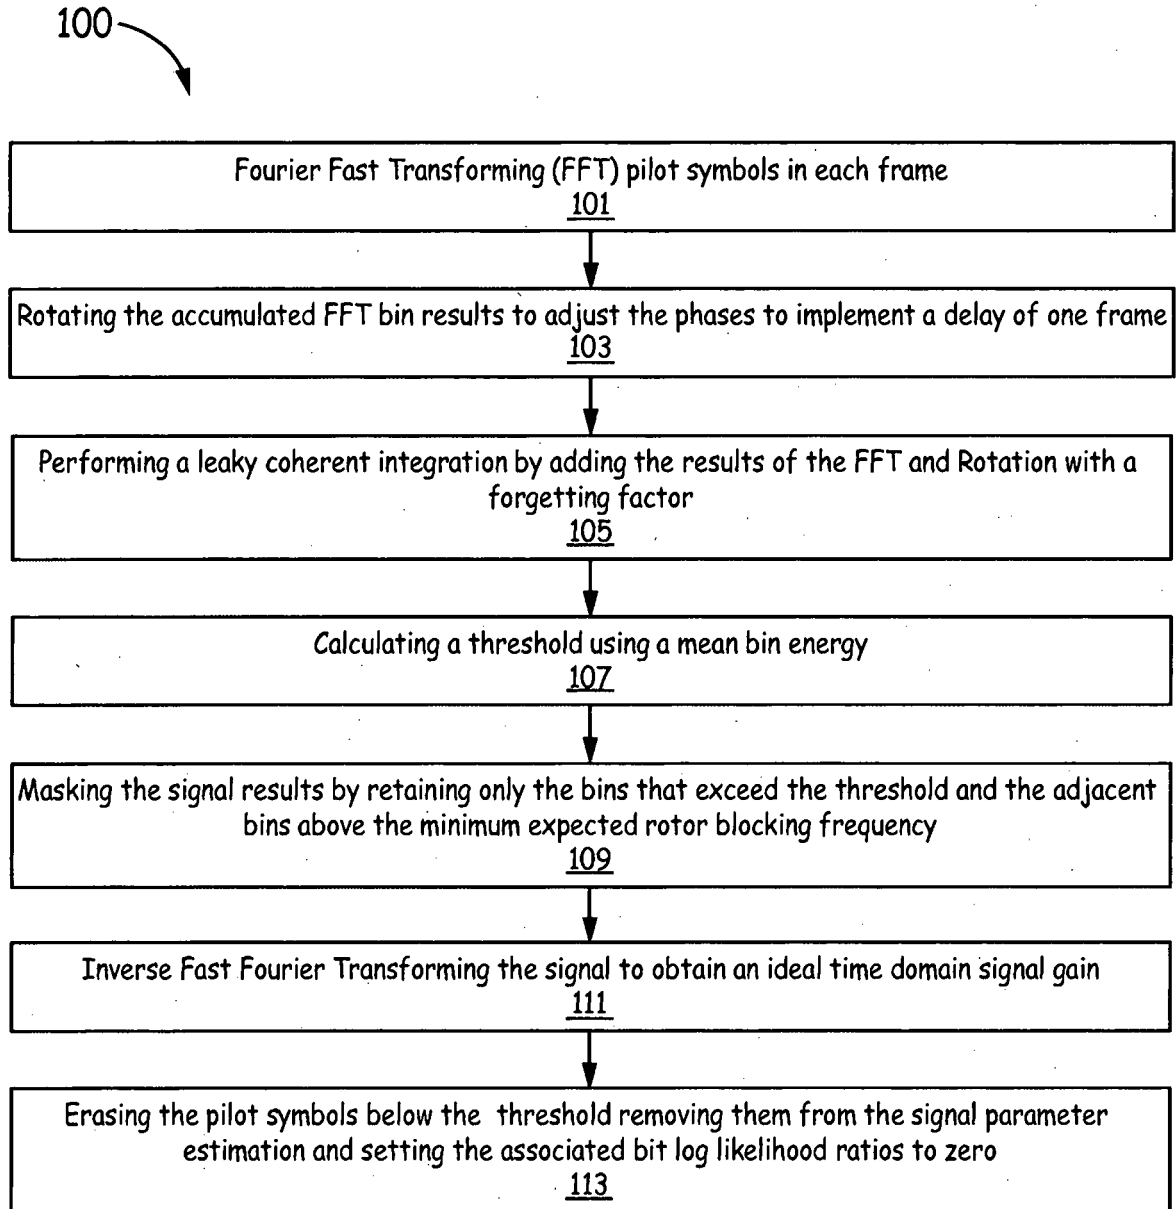 100
Fourier Fast Transforming (FFT) pilot symbols in each frame
101
Rotating the accumulated FFT bin results to adjust the phases to implement a delay of one frame
103
Performing a leaky coherent integration by adding the results of the FFT and Rotation with a
forgetting factor
105
Calculating a threshold using a mean bin energy
107
Masking the signal results by retaining only the bins that exceed the threshold and the adjacent
bins above the minimum expected rotor blocking frequency
109
Inverse Fast Fourier Transforming the signal to obtain an ideal time domain signal gain
111
Erasing the pilot symbols below the threshold removing them from the signal parameter
estimation and setting the associated bit log likelihood ratios to zero
113